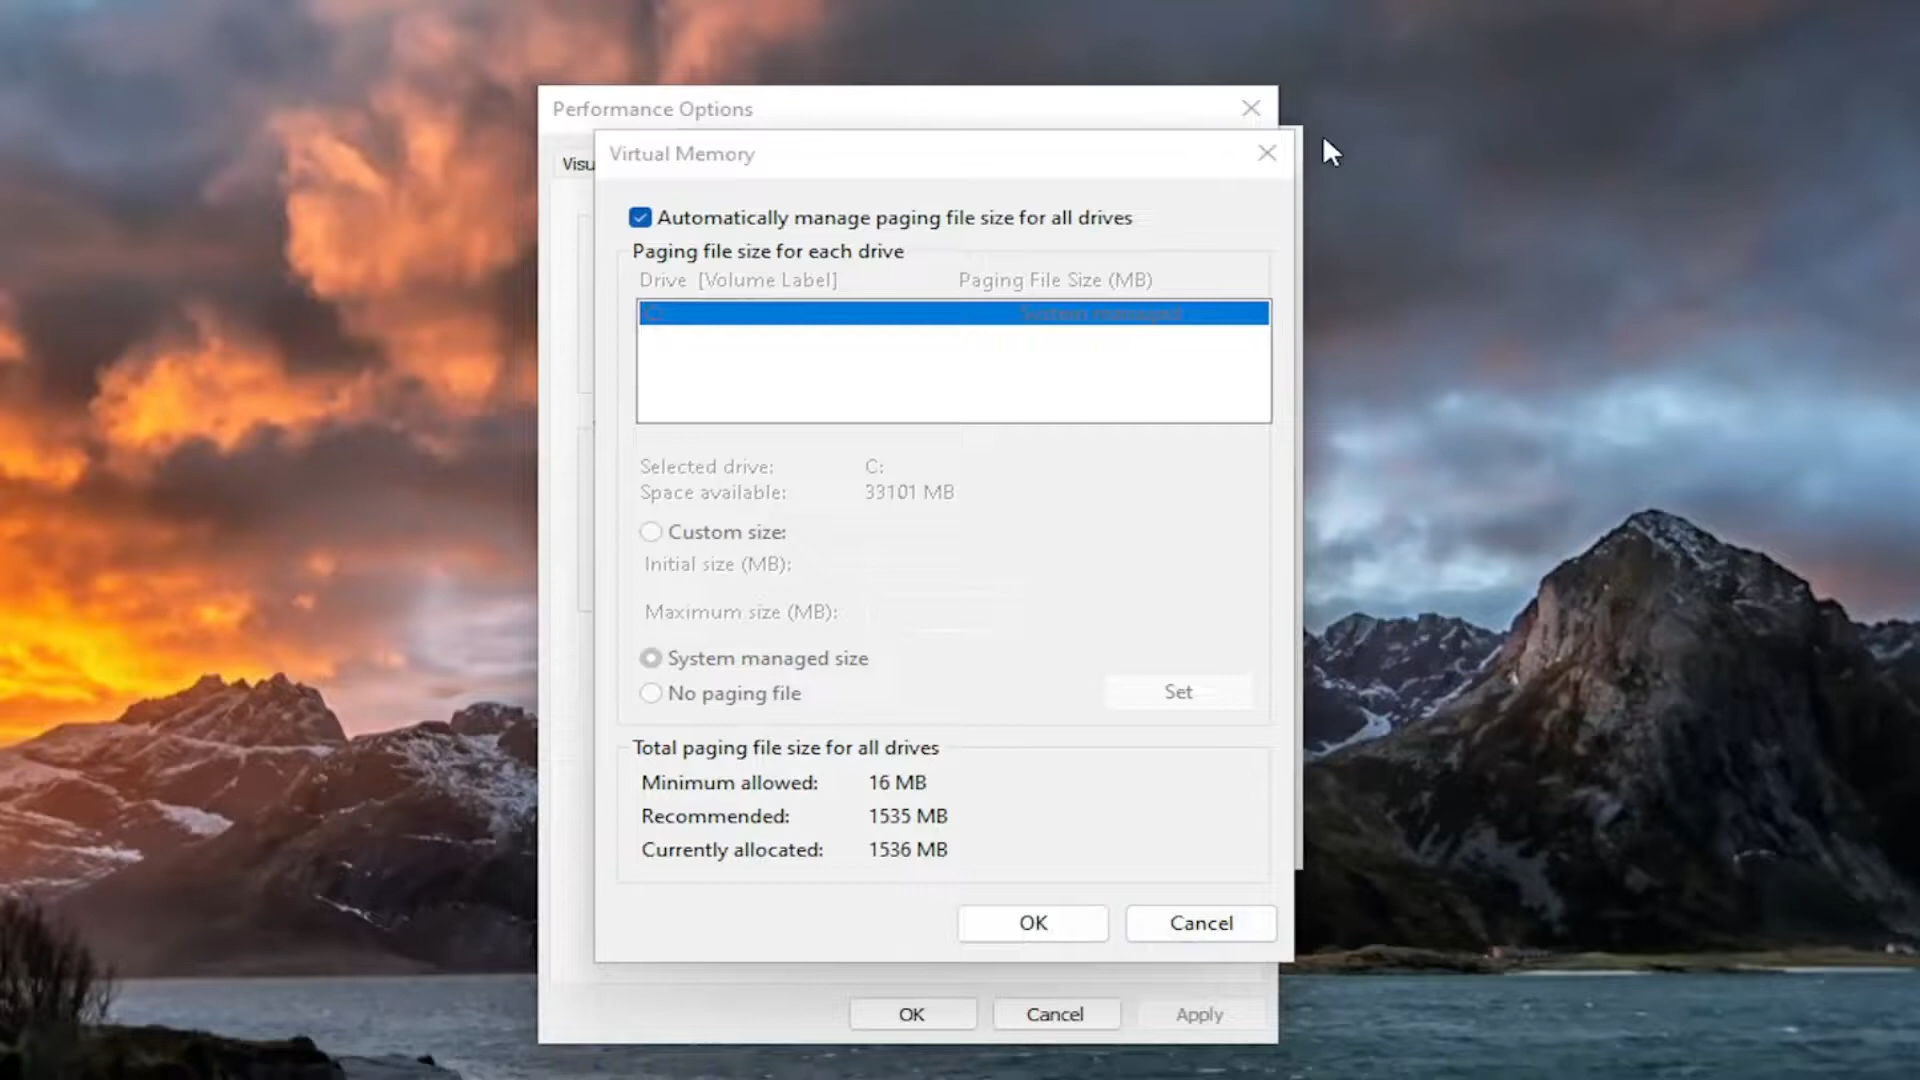 Performance Options
Visu
Virtual Memory
Automatically manage paging file size for all drives
Paging file size for each drive
Drive [Volume Label] Paging File Size (MB)
C: System managed
Selected drive: C:
Space available: 33101 MB
Custom size:
Initial size (MB):
Maximum size (MB):
System managed size
No paging file
Set
Total paging file size for all drives
Minimum allowed: 16 MB
Recommended: 1535 MB
Currently allocated: 1536 MB
OK Cancel
OK Cancel Apply